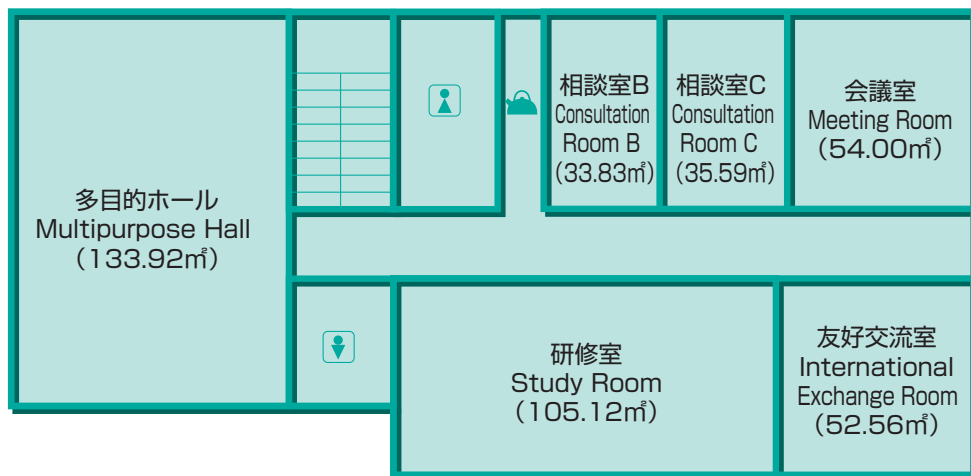 多目的ホール
Multipurpose Hall
（133.92㎡）
相談室B
Consultation
Room B
（33.83㎡）
相談室C
Consultation
Room C
（35.59㎡）
会議室
Meeting Room
（54.00㎡）
研修室
Study Room
（105.12㎡）
友好交流室
International
Exchange Room
（52.56㎡）